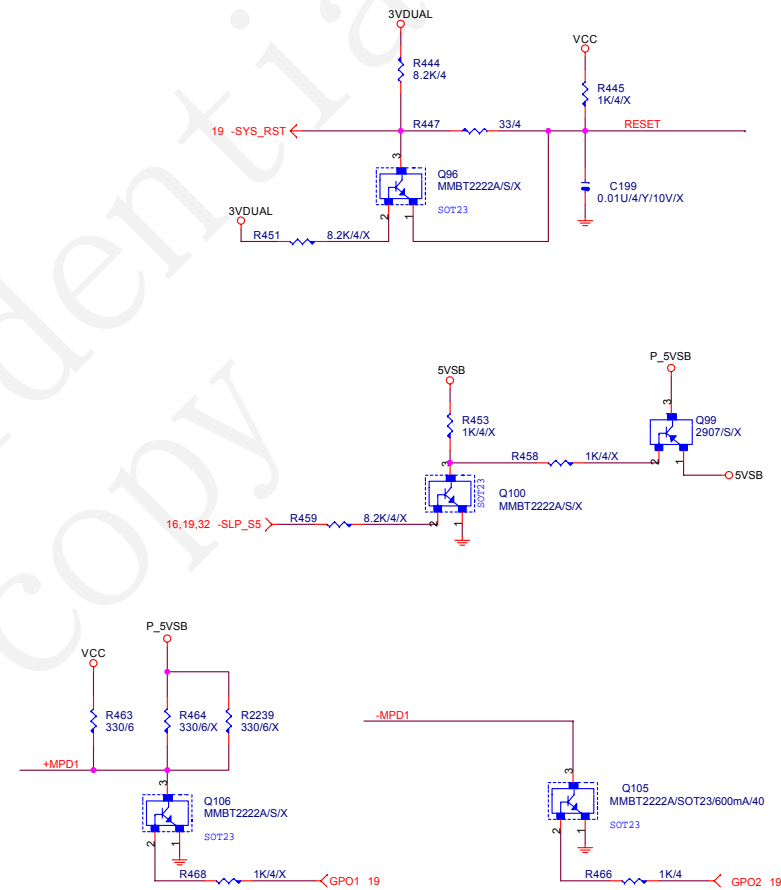 3VDUAL
R444
8.2K/4
VCC
R445
1K/4/X
19 -SYS_RST
R447
33/4
RESET
3
Q96
MMBT2222A/S/X
SOT23
2
1
C199
0.01U/4/Y/10V/X
3VDUAL
R451
8.2K/4/X
5VSB
P_5VSB
R453
1K/4/X
3
Q99
2907/S/X
R458
1K/4/X
2
1
5VSB
3
SOT23
Q100
MMBT2222A/S/X
16,19,32 -SLP_S5
R459
8.2K/4/X
2
1
P_5VSB
VCC
R463
330/6
R464
330/6/X
R2239
330/6/X
-MPD1
+MPD1
3
Q106
MMBT2222A/S/X
SOT23
2
1
R468
1K/4/X
GPO1 19
3
Q105
MMBT2222A/SOT23/600mA/40
SOT23
2
1
R466
1K/4
GPO2 19
dentia
copy